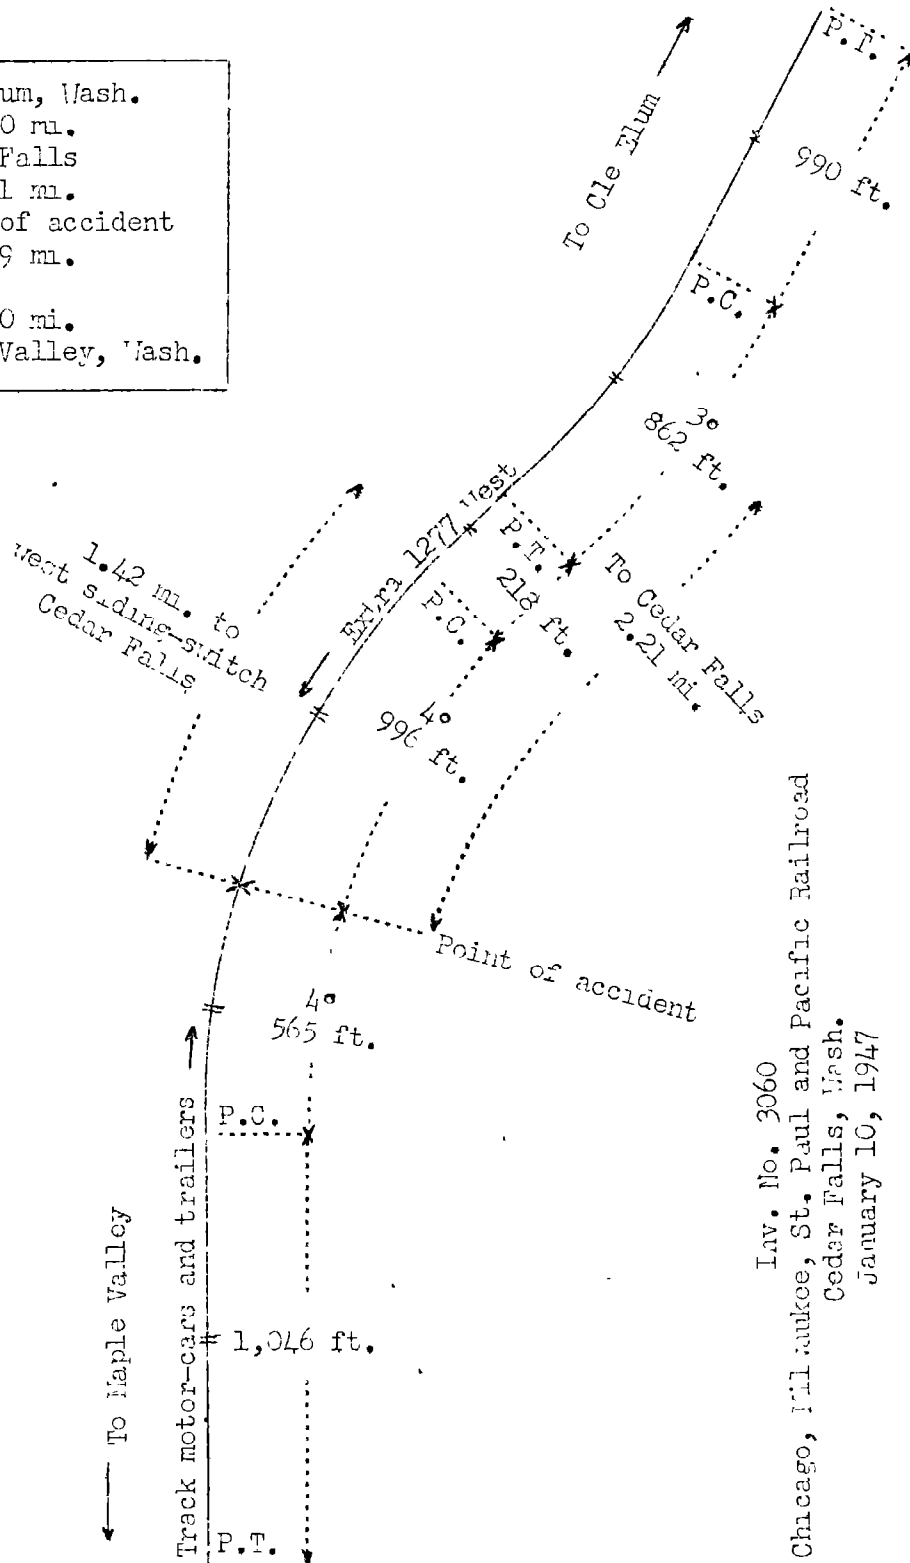 um, Wash.
0 mi.
Falls
1 mi.
of accident
9 mi.
0 mi.
Valley, Wash.
P.T.
To Cle Elum
990 ft.
P.C.
3°
862 ft.
Extra 1277 West
P.T.
218 ft.
P.C.
To Cedar Falls
2.21 mi.
1.42 mi. to
west siding-switch
Cedar Falls
4°
996 ft.
Point of accident
4°
565 ft.
P.C.
Track motor-cars and trailers
To Maple Valley
1,046 ft.
P.T.
Inv. No. 3060
Chicago, Milwaukee, St. Paul and Pacific Railroad
Cedar Falls, Wash.
January 10, 1947